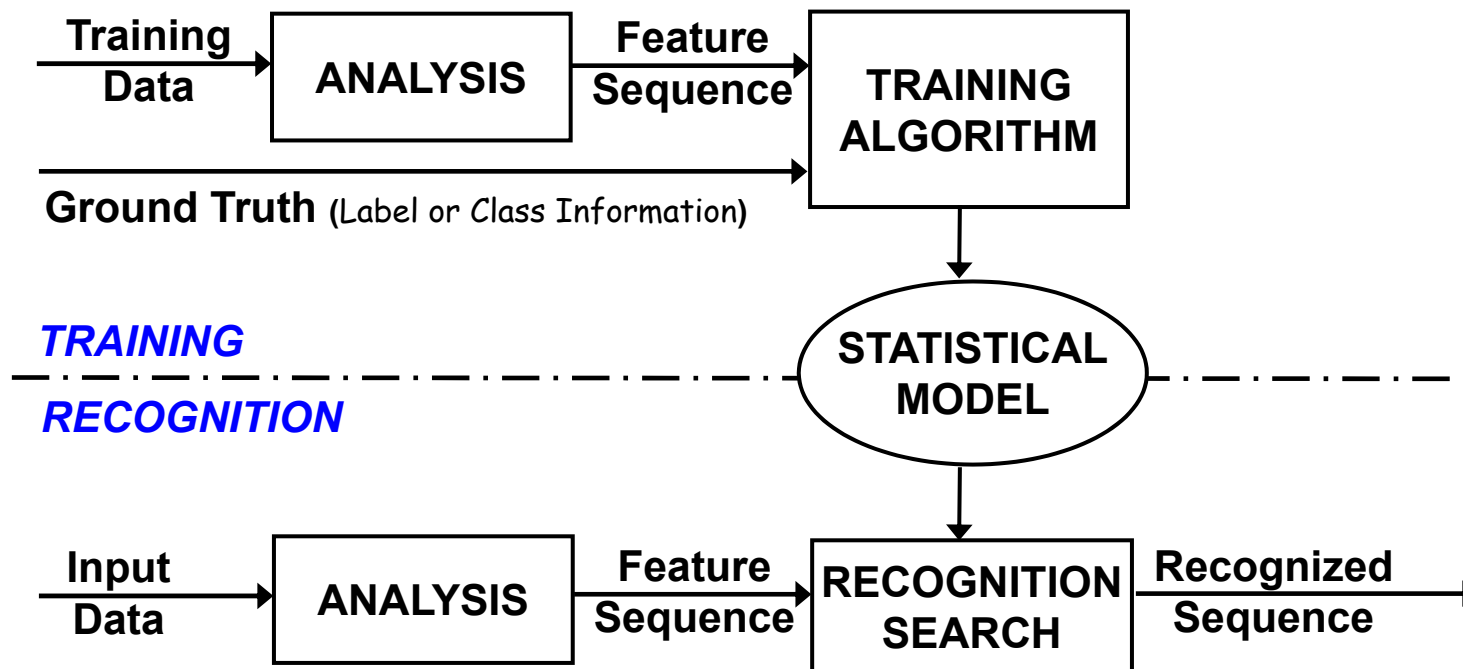 Training
Data
ANALYSIS
Feature
Sequence
TRAINING
ALGORITHM
Ground Truth (Label or Class Information)
TRAINING
STATISTICAL
MODEL
RECOGNITION
Input
Data
ANALYSIS
Feature
Sequence
RECOGNITION
SEARCH
Recognized
Sequence